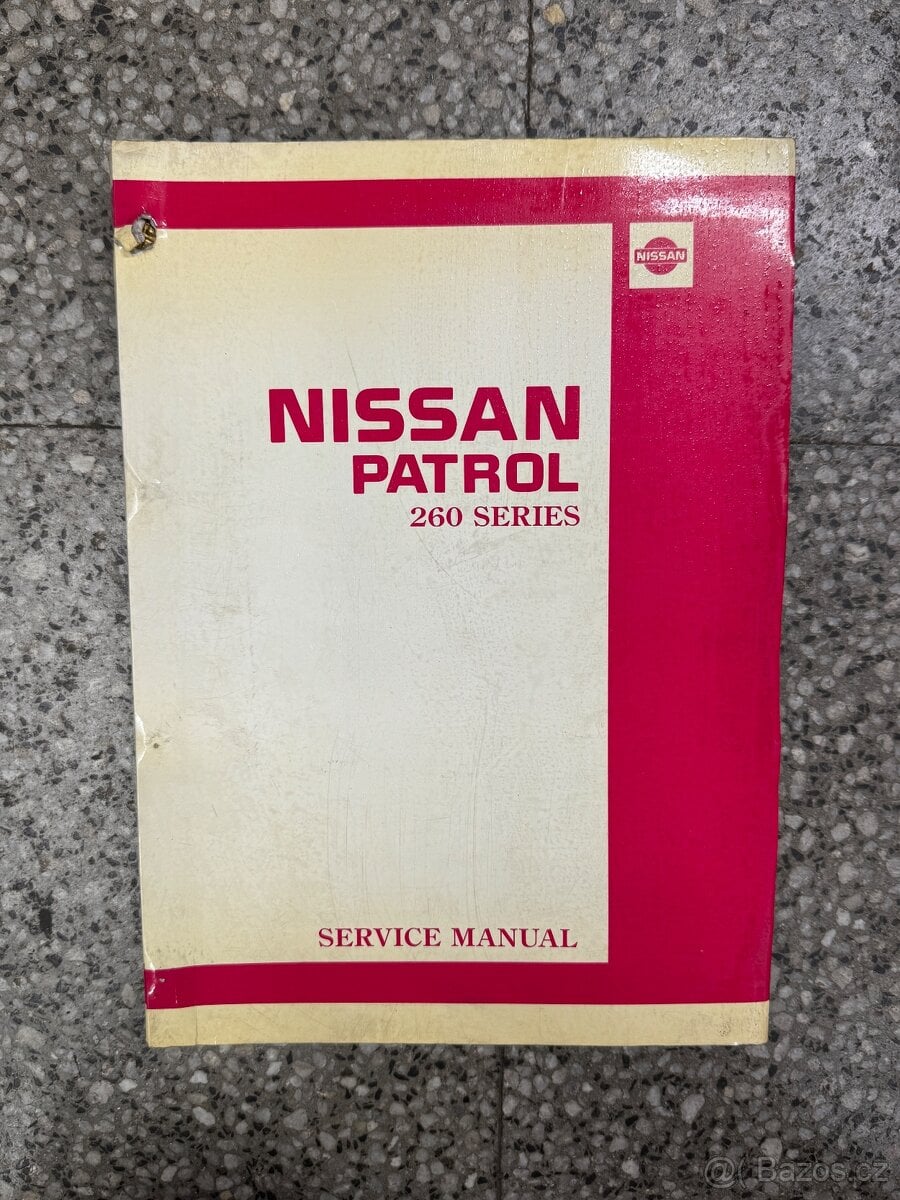 NISSAN
NISSAN
PATROL
260 SERIES
SERVICE MANUAL
@ Bazos.cz